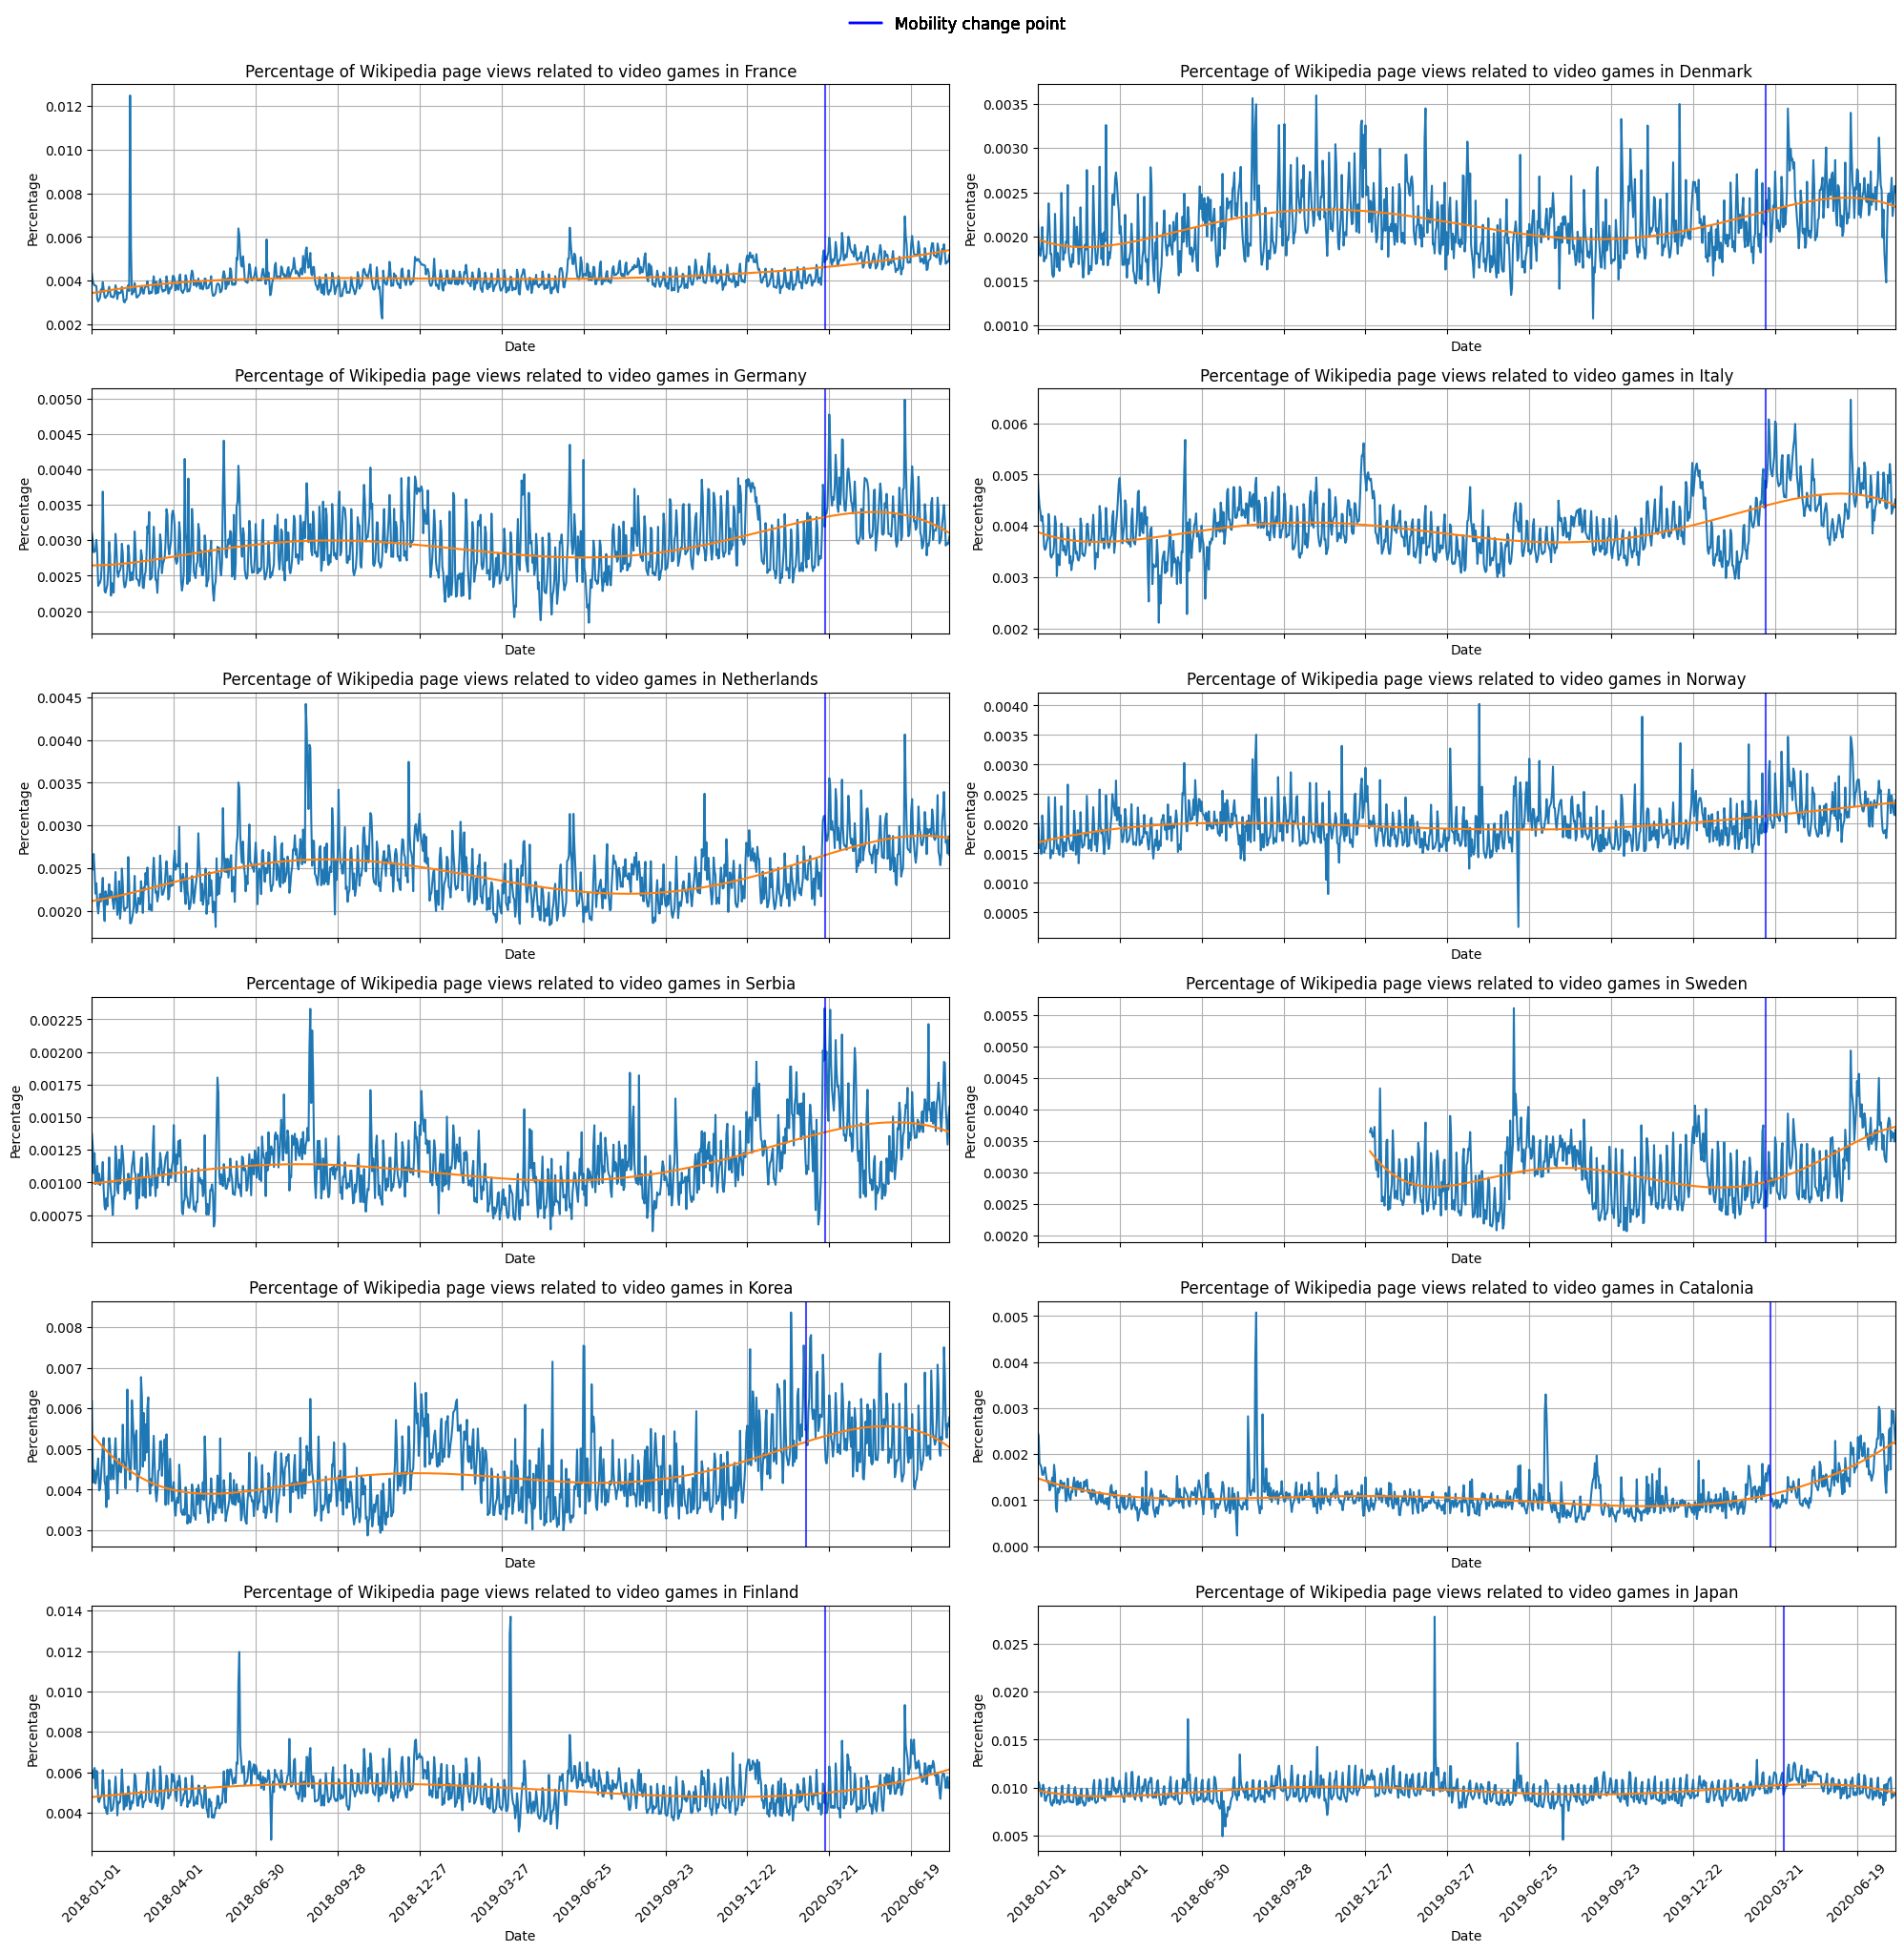 Mobility change point
Percentage of Wikipedia page views related to video games in France
Percentage
0.012
0.010
0.008
0.006
0.004
0.002
Date
Percentage of Wikipedia page views related to video games in Denmark
Percentage
0.0035
0.0030
0.0025
0.0020
0.0015
0.0010
Date
Percentage of Wikipedia page views related to video games in Germany
Percentage
0.0050
0.0045
0.0040
0.0035
0.0030
0.0025
0.0020
Date
Percentage of Wikipedia page views related to video games in Italy
Percentage
0.006
0.005
0.004
0.003
0.002
Date
Percentage of Wikipedia page views related to video games in Netherlands
Percentage
0.0045
0.0040
0.0035
0.0030
0.0025
0.0020
Date
Percentage of Wikipedia page views related to video games in Norway
Percentage
0.0040
0.0035
0.0030
0.0025
0.0020
0.0015
0.0010
0.0005
Date
Percentage of Wikipedia page views related to video games in Serbia
Percentage
0.00225
0.00200
0.00175
0.00150
0.00125
0.00100
0.00075
Date
Percentage of Wikipedia page views related to video games in Sweden
Percentage
0.0055
0.0050
0.0045
0.0040
0.0035
0.0030
0.0025
0.0020
Date
Percentage of Wikipedia page views related to video games in Korea
Percentage
0.008
0.007
0.006
0.005
0.004
0.003
Date
Percentage of Wikipedia page views related to video games in Catalonia
Percentage
0.005
0.004
0.003
0.002
0.001
0.000
Date
Percentage of Wikipedia page views related to video games in Finland
Percentage
0.014
0.012
0.010
0.008
0.006
0.004
2018-01-01
2018-04-01
2018-06-30
2018-09-28
2018-12-27
2019-03-27
2019-06-25
2019-09-23
2019-12-22
2020-03-21
2020-06-19
Date
Percentage of Wikipedia page views related to video games in Japan
Percentage
0.025
0.020
0.015
0.010
0.005
2018-01-01
2018-04-01
2018-06-30
2018-09-28
2018-12-27
2019-03-27
2019-06-25
2019-09-23
2019-12-22
2020-03-21
2020-06-19
Date